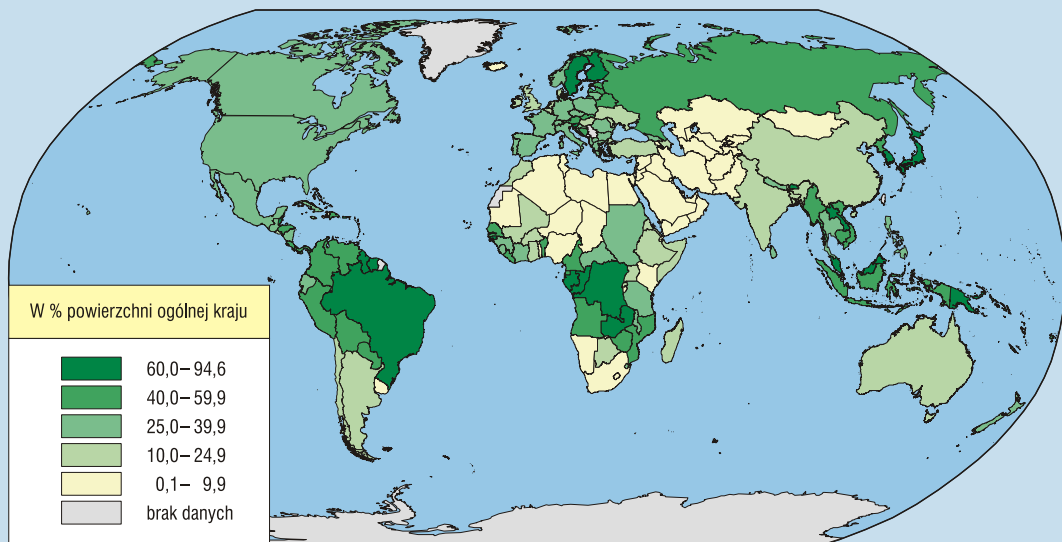 W % powierzchni ogólnej kraju
60,0– 94,6
40,0– 59,9
25,0– 39,9
10,0– 24,9
0,1– 9,9
brak danych